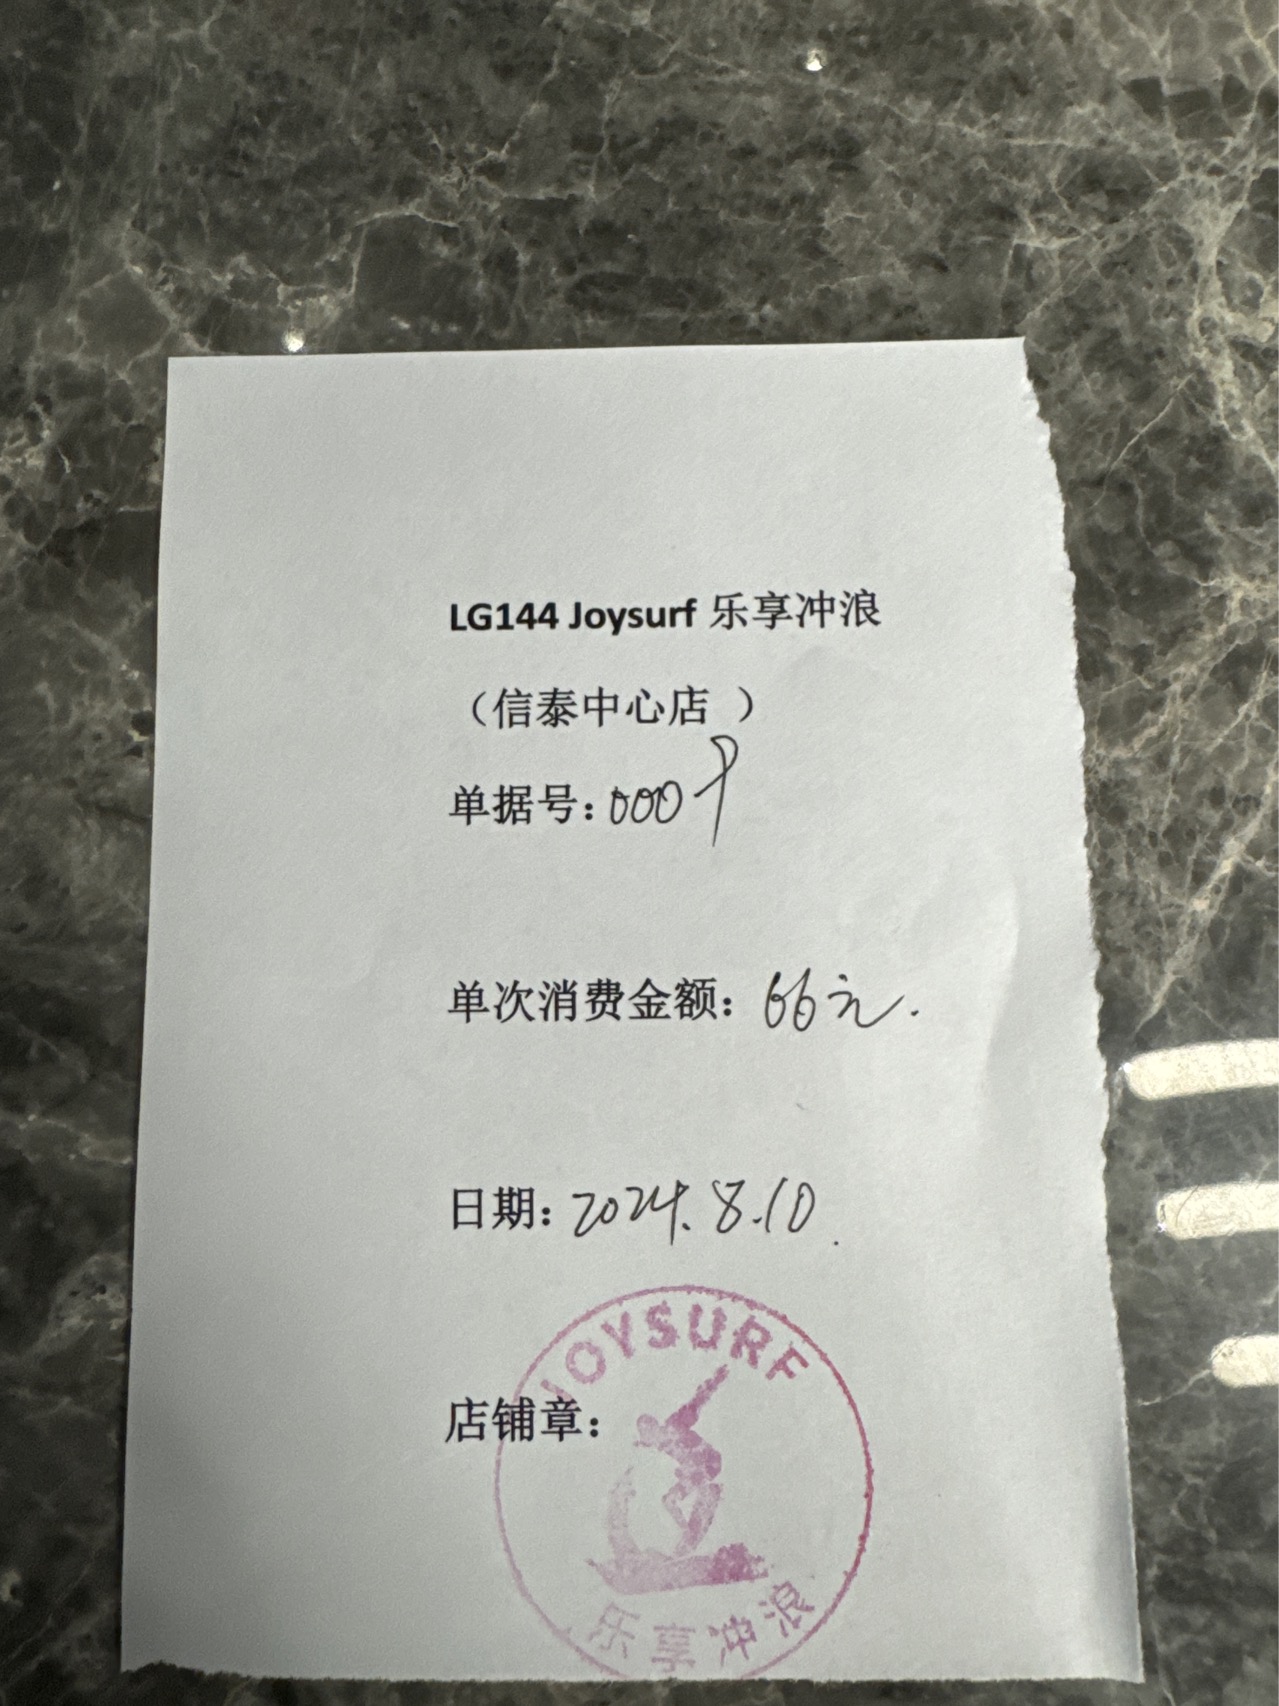 LG144 Joysurf 乐享冲浪
（信泰中心店 ）
单据号：000
单次消费金额：66元.
日期：2024.8.10.
店铺章：
JOYSURF
乐享冲浪